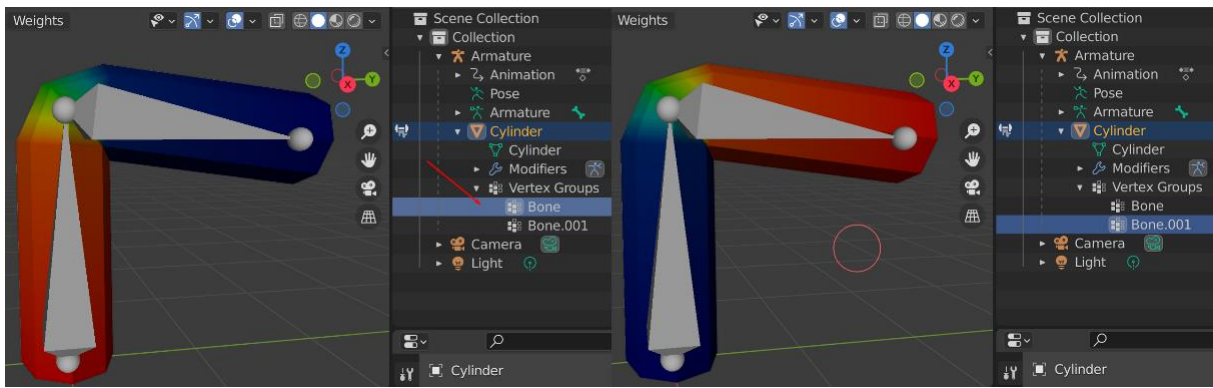 Weights
Z
Y
X
Scene Collection
Collection
Armature
Animation
Pose
Armature
Cylinder
Cylinder
Modifiers
Vertex Groups
Bone
Bone.001
Camera
Light
Cylinder
Weights
Z
Y
X
Scene Collection
Collection
Armature
Animation
Pose
Armature
Cylinder
Cylinder
Modifiers
Vertex Groups
Bone
Bone.001
Camera
Light
Cylinder